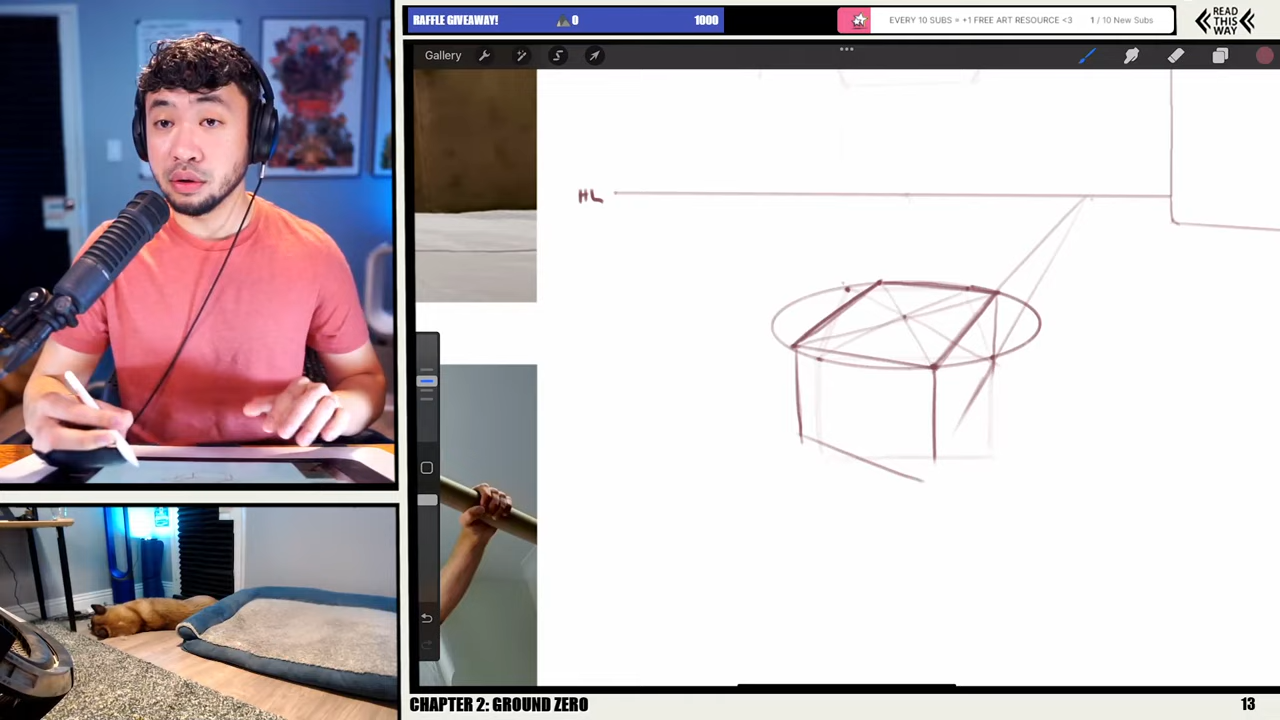 RAFFLE GIVEAWAY! 0 1000
EVERY 10 SUBS = +1 FREE ART RESOURCE <3 1 / 10 New Subs
READ
THIS
WAY
Gallery
HL
CHAPTER 2: GROUND ZERO
13